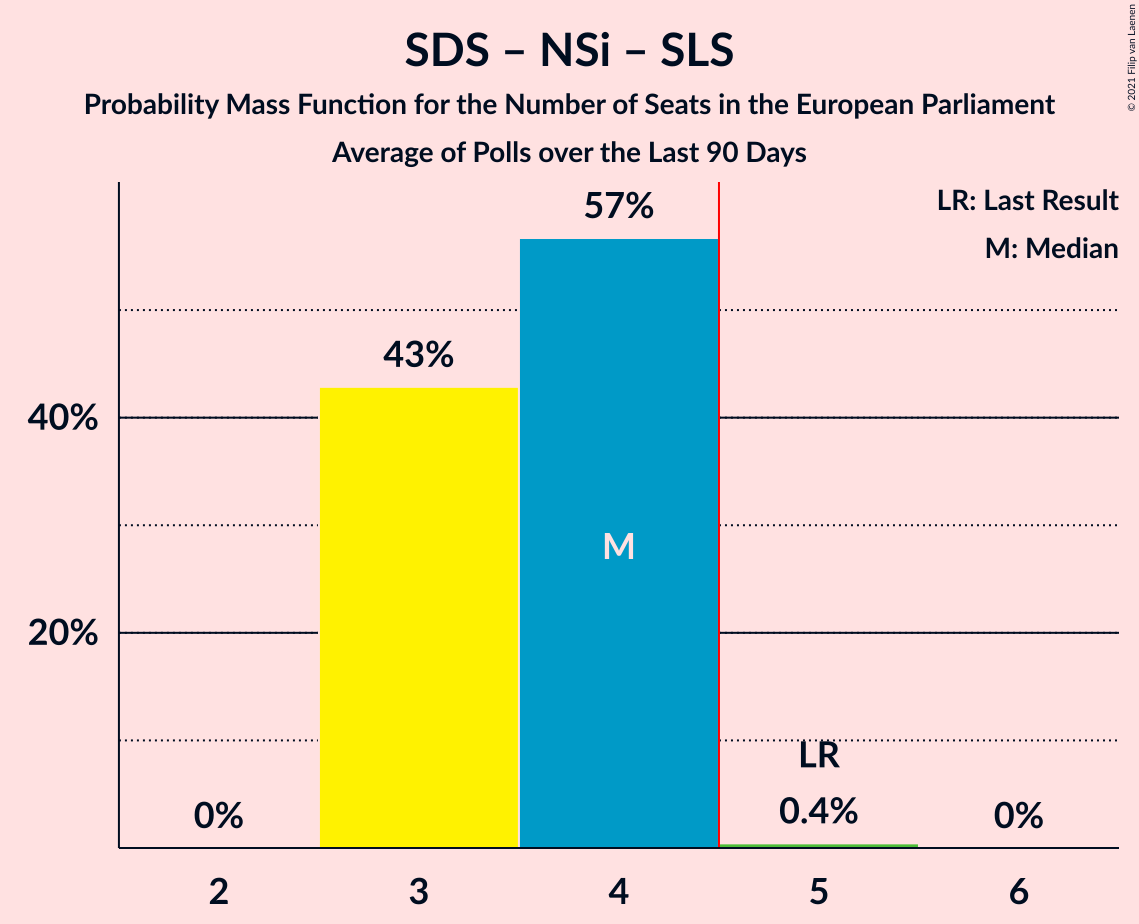 SDS – NSi – SLS
Probability Mass Function for the Number of Seats in the European Parliament
Average of Polls over the Last 90 Days
© 2021 Filip van Laenen
LR: Last Result
M: Median
57%
43%
40%
M
20%
LR
0%
0.4%
0%
2 3 4 5 6